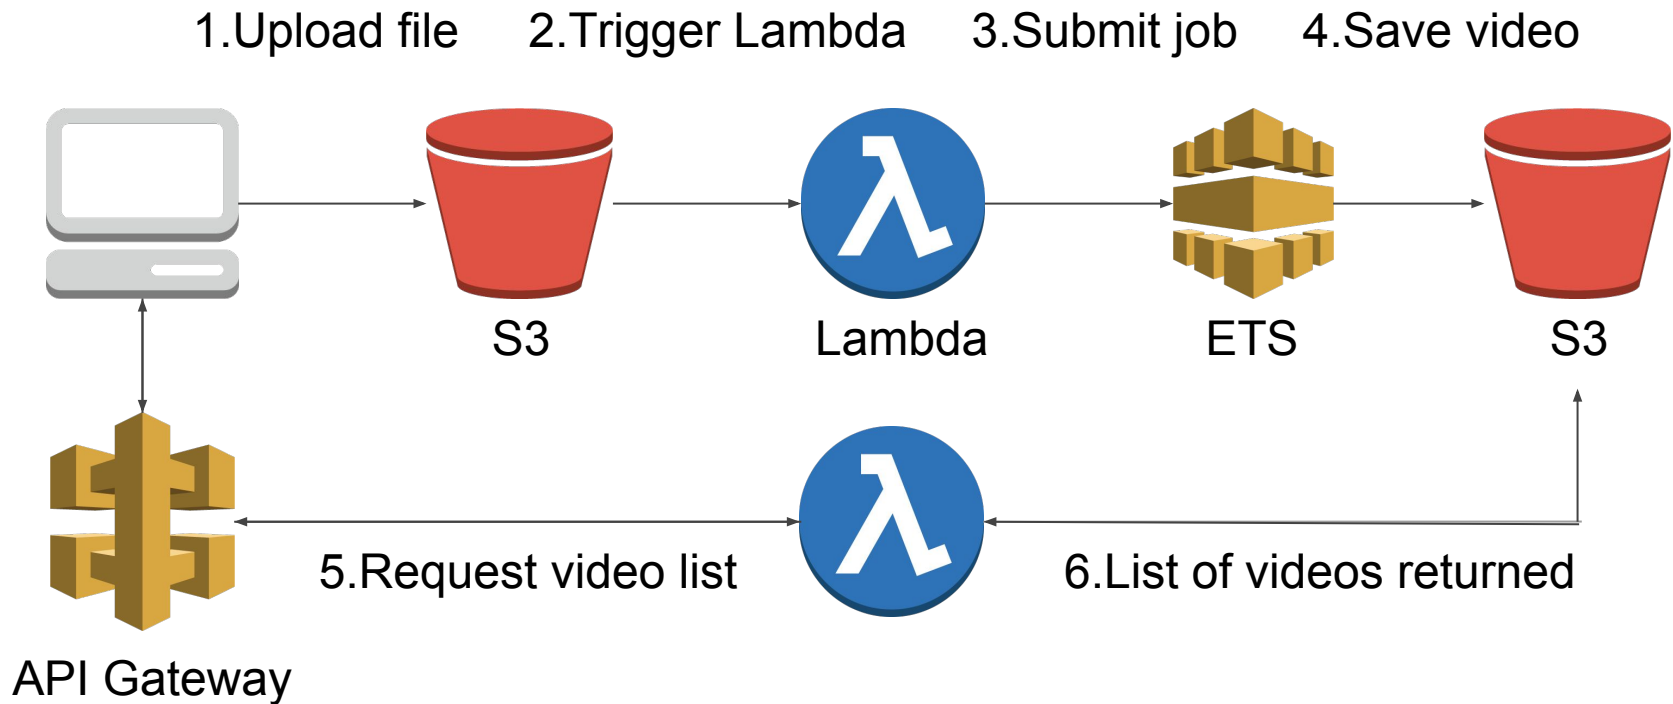 1.Upload file
2.Trigger Lambda
3.Submit job
4.Save video
S3
Lambda
ETS
S3
5.Request video list
6.List of videos returned
API Gateway